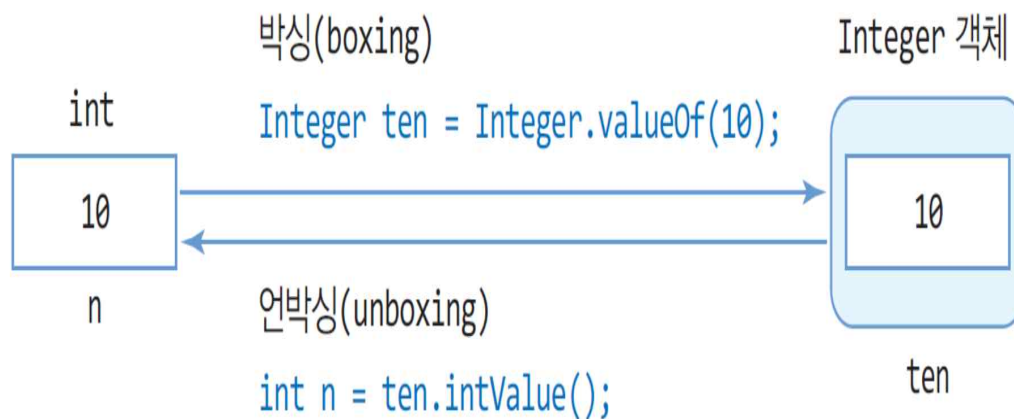 박싱(boxing)
Integer 객체
int
Integer ten = Integer.valueOf(10);
10
10
n
언박싱(unboxing)
ten
int n = ten.intValue();